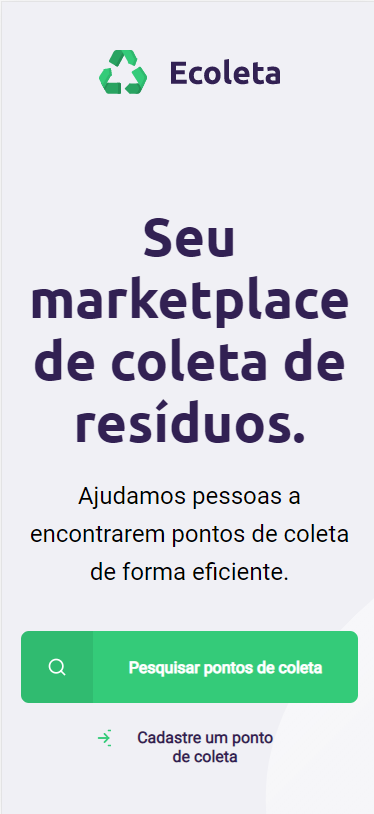 Ecoleta
Seu
marketplace
de coleta de
resíduos.
Ajudamos pessoas a
encontrarem pontos de coleta
de forma eficiente.
Pesquisar pontos de coleta
Cadastre um ponto
de coleta